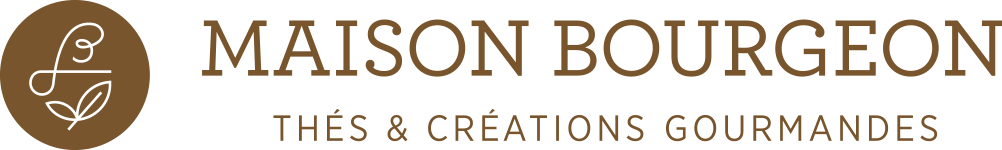 MAISON BOURGEON
THÉS & CRÉATIONS GOURMANDES